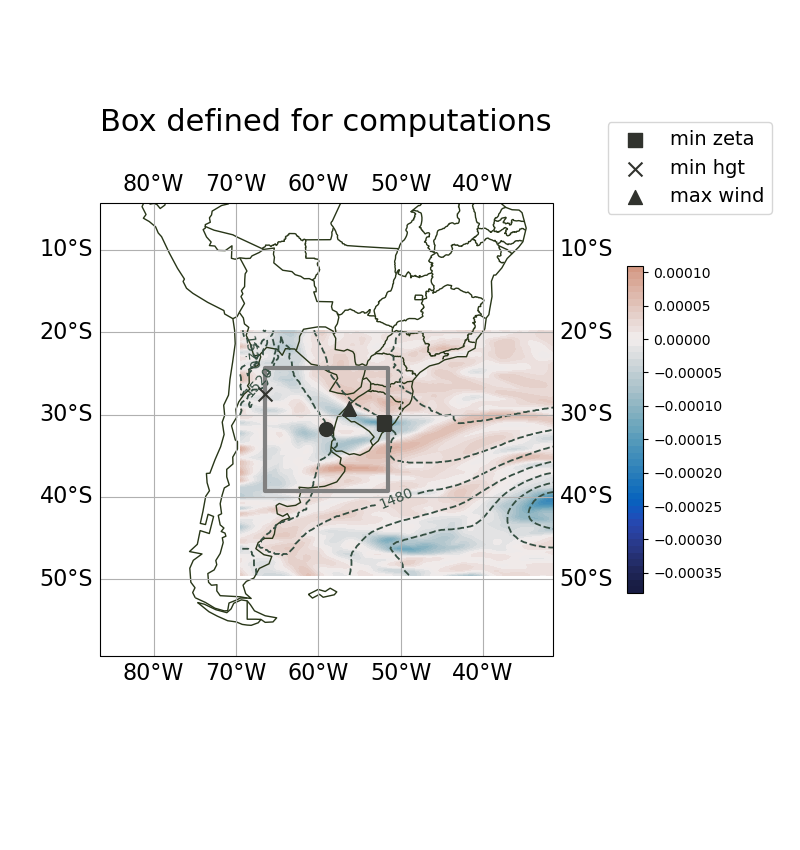 Box defined for computations
min zeta
min hgt
max wind
80°W 70°W 60°W 50°W 40°W
10°S 10°S
20°S 20°S
30°S 30°S
40°S 40°S
50°S 50°S
80°W 70°W 60°W 50°W 40°W
1480
0.00010
0.00005
0.00000
−0.00005
−0.00010
−0.00015
−0.00020
−0.00025
−0.00030
−0.00035